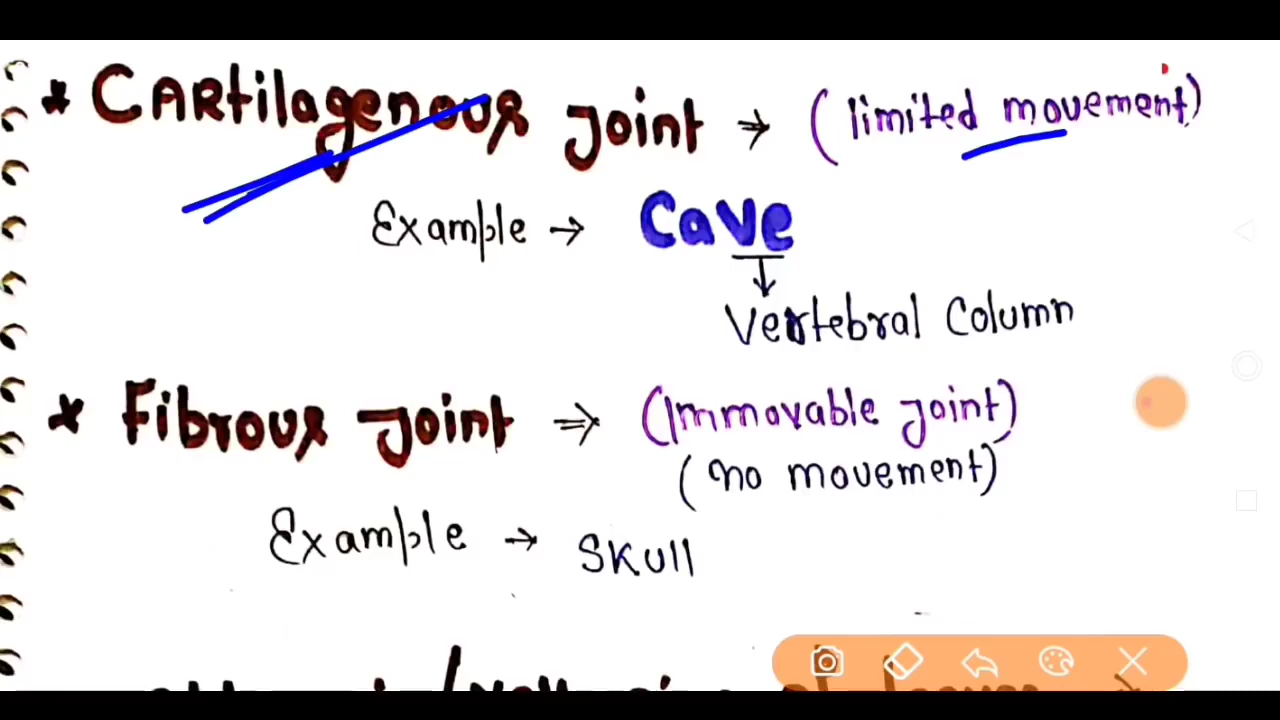 * Cartilagenous joint → (limited movement)
Example → Cave
Vertebral Column
* Fibrous joint ⇒ (Immovable joint)
(no movement)
Example → Skull